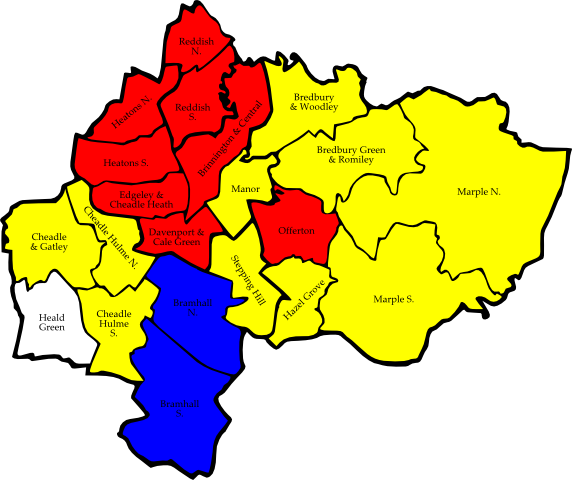 Reddish
N.
Heatons N.
Reddish
S.
Bredbury
& Woodley
Brinnington & Central
Heatons S.
Bredbury Green
& Romiley
Manor
Marple N.
Edgeley &
Cheadle Heath
Cheadle Hulme N.
Cheadle
& Gatley
Davenport &
Cale Green
Offerton
Stepping Hill
Hazel Grove
Marple S.
Bramhall
N.
Heald
Green
Cheadle
Hulme
S.
Bramhall
S.